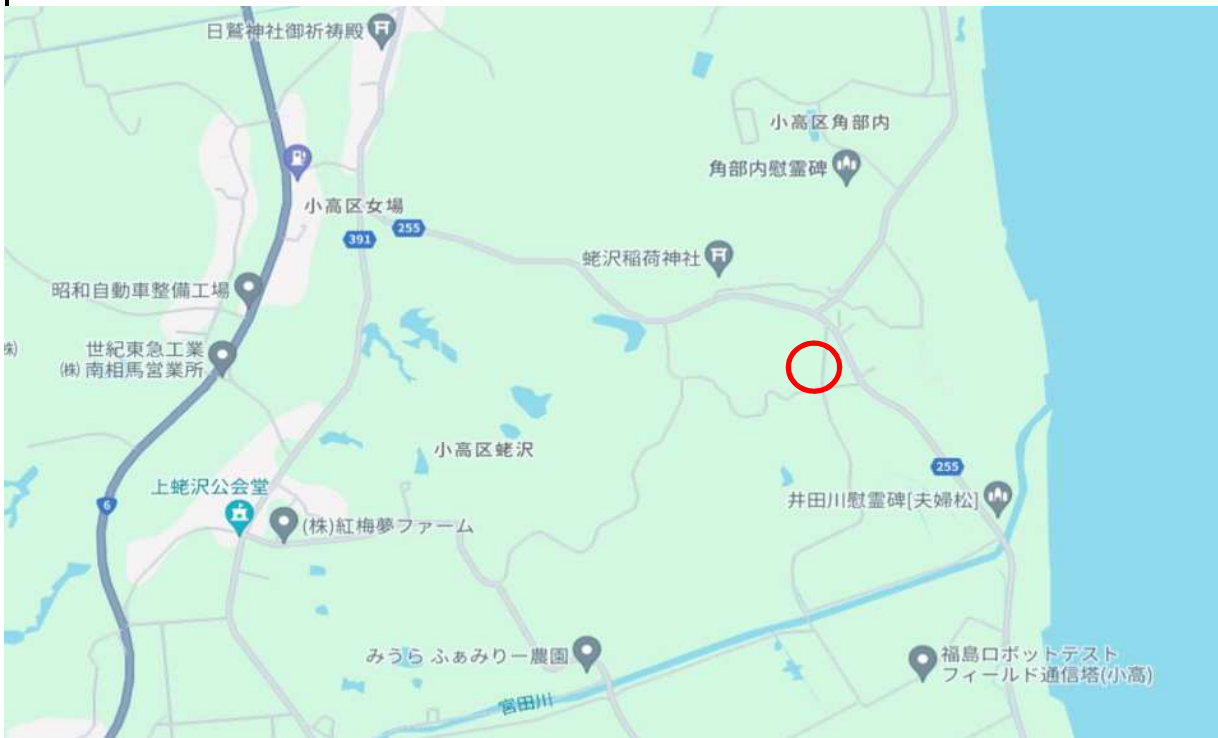 日鷲神社御祈祷殿
小高区角部内
角部内慰霊碑
小高区女場
255
391
蛯沢稲荷神社
昭和自動車整備工場
株)
世紀東急工業
(株) 南相馬営業所
小高区蛯沢
255
上蛯沢公会堂
井田川慰霊碑[夫婦松]
6
(株)紅梅夢ファーム
みうら ふぁみりー農園
福島ロボットテスト
フィールド通信塔(小高)
宮田川